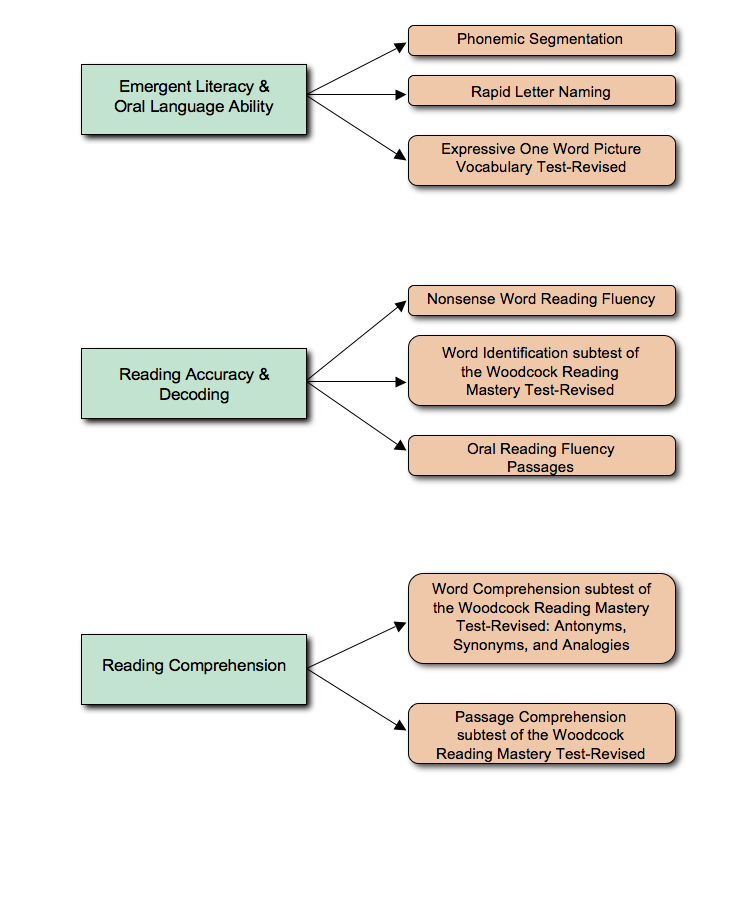 Emergent Literacy &
Oral Language Ability
Phonemic Segmentation
Rapid Letter Naming
Expressive One Word Picture
Vocabulary Test-Revised
Reading Accuracy &
Decoding
Nonsense Word Reading Fluency
Word Identification subtest of
the Woodcock Reading
Mastery Test-Revised
Oral Reading Fluency
Passages
Reading Comprehension
Word Comprehension subtest of
the Woodcock Reading Mastery
Test-Revised: Antonyms,
Synonyms, and Analogies
Passage Comprehension
subtest of the Woodcock
Reading Mastery Test-Revised